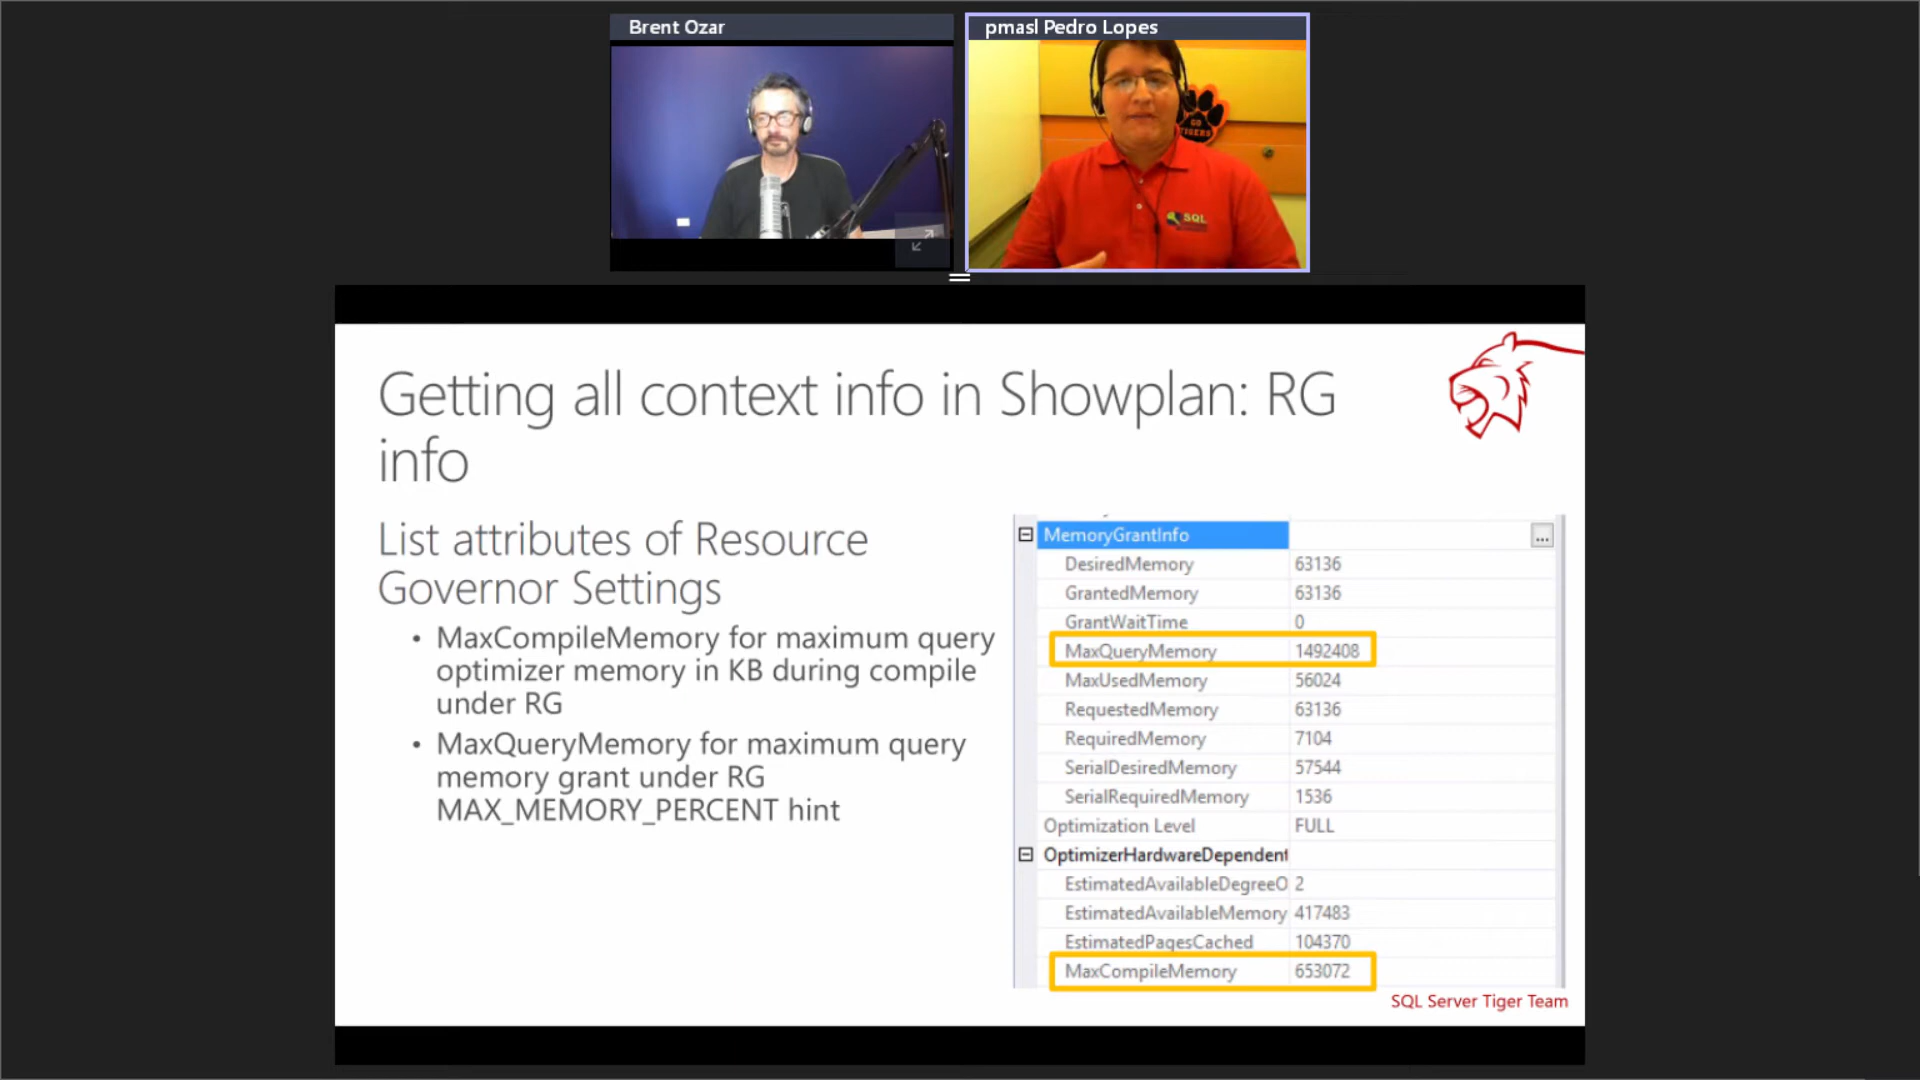 Brent Ozar
pmasl Pedro Lopes
GO
TIGERS
SQL
Getting all context info in Showplan: RG
info
List attributes of Resource
Governor Settings
• MaxCompileMemory for maximum query
optimizer memory in KB during compile
under RG
• MaxQueryMemory for maximum query
memory grant under RG
MAX_MEMORY_PERCENT hint
MemoryGrantInfo ...
DesiredMemory 63136
GrantedMemory 63136
GrantWaitTime 0
MaxQueryMemory 1492408
MaxUsedMemory 56024
RequestedMemory 63136
RequiredMemory 7104
SerialDesiredMemory 57544
SerialRequiredMemory 1536
Optimization Level FULL
OptimizerHardwareDependent
EstimatedAvailableDegreeO 2
EstimatedAvailableMemory 417483
EstimatedPagesCached 104370
MaxCompileMemory 653072
SQL Server Tiger Team